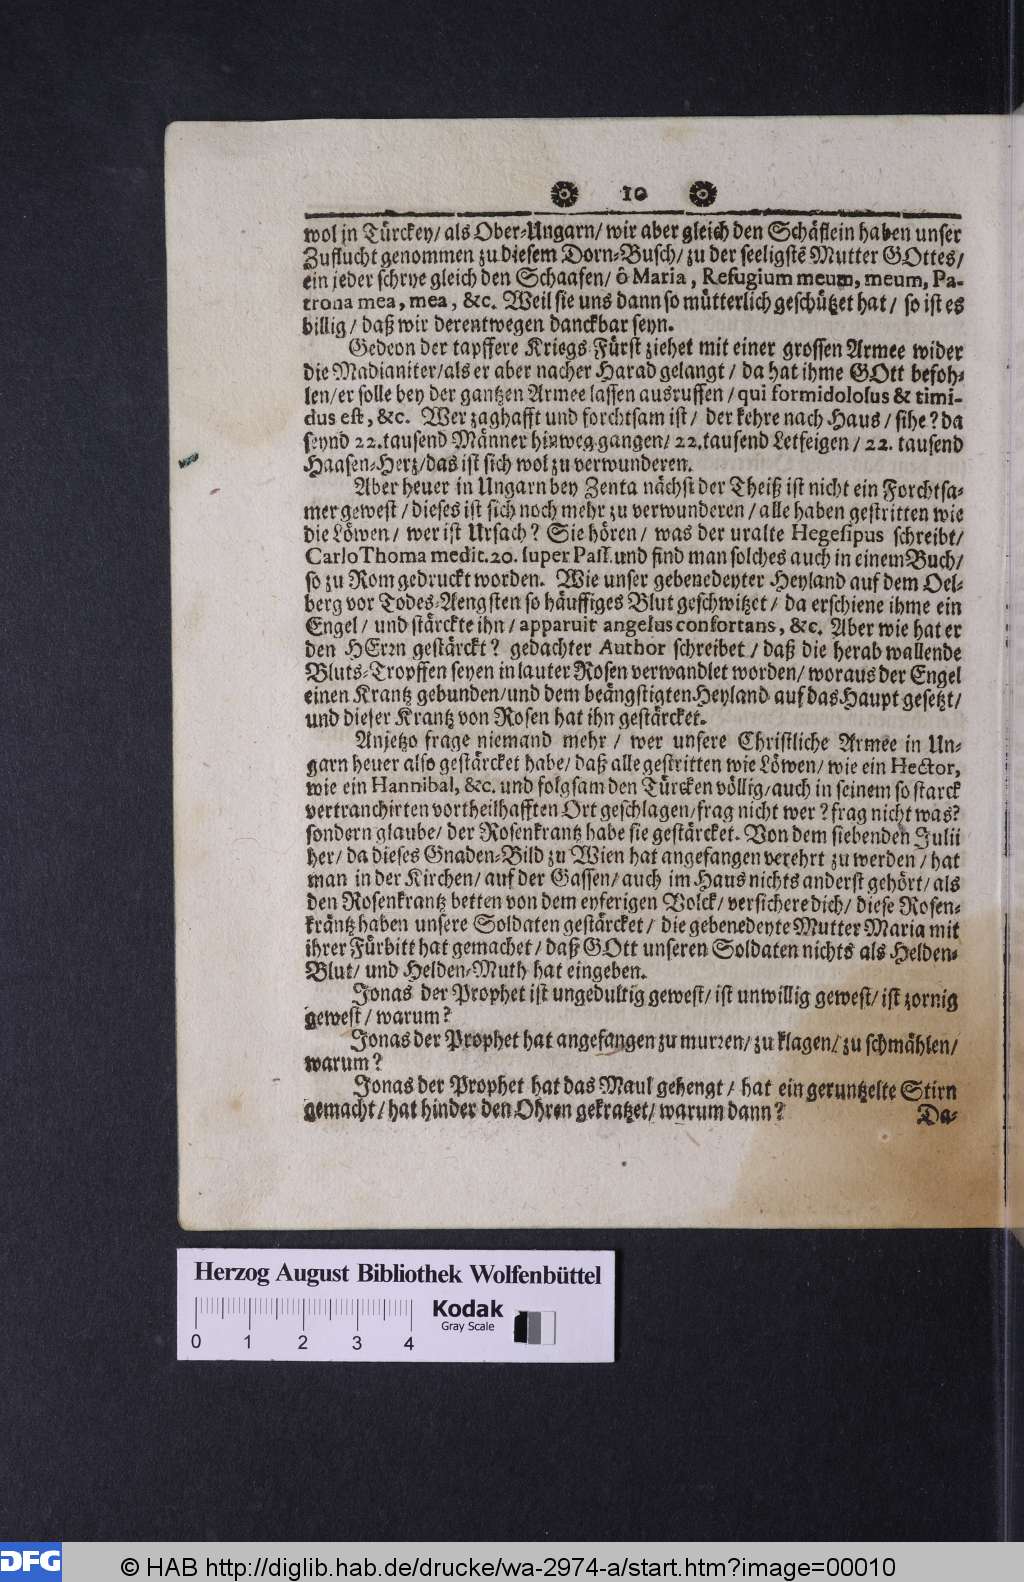 10
wol in Türckey/ als Ober-Ungarn/ wir aber gleich den Schäflein haben unser
Zuflucht genommen zu diesem Dorn-Busch/ zu der seeligstẽ Mutter GOttes/
ein jeder schrye gleich den Schaafen/ ô Maria, Refugium meum, meum, Pa-
trona mea, mea, &c. Weil sie uns dann so mütterlich geschützet hat/ so ist es
billig/ daß wir derentwegen danckbar seyn.
Gedeon der tapffere Kriegs-Fürst ziehet mit einer grossen Armee wider
die Madianiter/als er aber nacher Harad gelangt/ da hat ihme GOtt befoh-
len/er solle bey der gantzen Armee lassen ausruffen/ qui formidolosus & timi-
dus est, &c. Wer zaghafft und forchtsam ist/ der kehre nach Haus/ sihe? da
seynd 22.tausend Männer hinweg gangen/ 22.tausend Letfeigen/ 22. tausend
Haasen-Herz/das ist sich wol zu verwunderen.
Aber heuer in Ungarn bey Zenta nächst der Theiß ist nicht ein Forchtsa-
mer gewest/ dieses ist sich noch mehr zu verwunderen/ alle haben gestritten wie
die Löwen/ wer ist Ursach? Sie hören/ was der uralte Hegesipus schreibt/
Carlo Thoma medit.20. super Pass. und find man solches auch in einem Buch/
so zu Rom gedruckt worden. Wie unser gebenedeyter Heyland auf dem Oel-
berg vor Todes-Aengsten so häuffiges Blut geschwitzet/ da erschiene ihme ein
Engel/ und stärckte ihn/ apparuit angelus confortans, &c. Aber wie hat er
den HErrn gestärckt? gedachter Author schreibet/ daß die herab wallende
Bluts-Tropffen seyen in lauter Rosen verwandlet worden/ woraus der Engel
einen Krantz gebunden/und dem beängstigten Heyland auf das Haupt gesetzt/
und dieser Krantz von Rosen hat ihn gestärcket.
Anjetzo frage niemand mehr/ wer unsere Christliche Armee in Un-
garn heuer also gestärcket habe/ daß alle gestritten wie Löwen/ wie ein Hector,
wie ein Hannibal, &c. und folgsam den Türcken völlig/auch in seinem so starck
vertranchirten vortheilhafften Ort geschlagen/frag nicht wer? frag nicht was?
sondern glaube/ der Rosenkrantz habe sie gestärcket. Von dem siebenden Julii
her/ da dieses Gnaden-Bild zu Wien hat angefangen verehrt zu werden/ hat
man in der Kirchen/ auf der Gassen/ auch im Haus nichts anderst gehört/ als
den Rosenkrantz betten von dem eyferigen Volck/ versichere dich/ diese Rosen-
kräntz haben unsere Soldaten gestärcket/ die gebenedeyte Mutter Maria mit
ihrer Fürbitt hat gemachet/ daß GOtt unseren Soldaten nichts als Helden-
Blut/ und Helden-Muth hat eingeben.
Jonas der Prophet ist ungedultig gewest/ ist unwillig gewest/ ist zornig
gewest/ warum?
Jonas der Prophet hat angefangen zu murren/ zu klagen/ zu schmählen/
warum?
Jonas der Prophet hat das Maul gehengt/ hat ein geruntzelte Stirn
gemacht/ hat hinder den Ohren gekratzet/ warum dann?
Da-
Herzog August Bibliothek Wolfenbüttel
Kodak
Gray Scale
0 1 2 3 4
DFG
© HAB http://diglib.hab.de/drucke/wa-2974-a/start.htm?image=00010